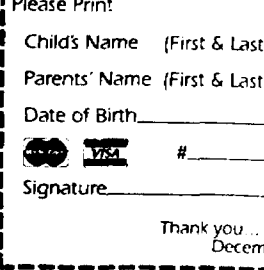 Please Print
Child's Name (First & Last
Parents' Name (First & Last
Date of Birth
VISA #
Signature
Thank you...
Decem